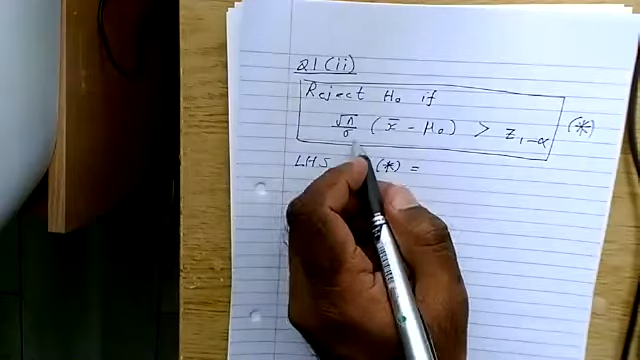 Q1(ii)
Reject H₀ if
√n/σ (x̄ - μ₀) > z₁₋α (*)
LHS (*) =